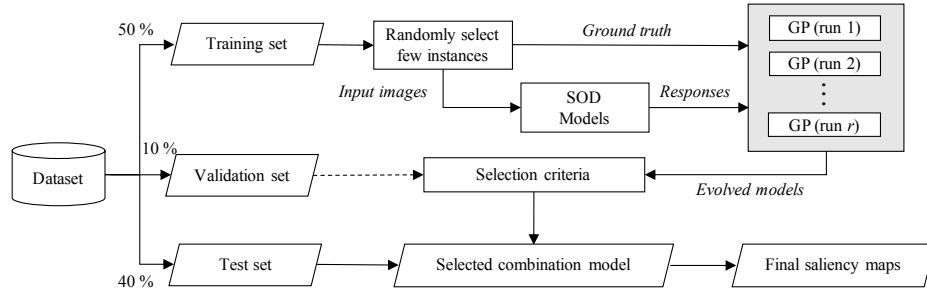 50 %
Training set
Randomly select
few instances
Ground truth
GP (run 1)
GP (run 2)
⋮
GP (run r)
Input images
SOD
Models
Responses
Dataset
10 %
Validation set
Selection criteria
Evolved models
40 %
Test set
Selected combination model
Final saliency maps